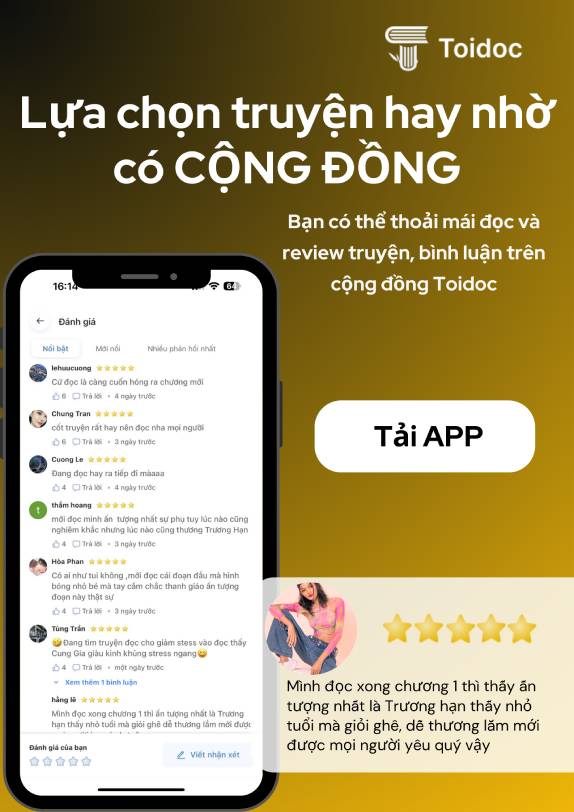 Toidoc
Lựa chọn truyện hay nhờ
có CỘNG ĐỒNG
Bạn có thể thoải mái đọc và
review truyện, bình luận trên
cộng đồng Toidoc
16:14
64
Đánh giá
Nổi bật
Mới nổi
Nhiều phản hồi nhất
lehuucuong
Cứ đọc là càng cuốn hóng ra chương mới
6 Trả lời • 4 ngày trước
Chung Tran
cốt truyện rất hay nên đọc nha mọi người
6 Trả lời • 3 ngày trước
Cuong Le
Đang đọc hay ra tiếp đi màaaa
4 Trả lời • 4 ngày trước
t
thắm hoang
mới đọc mình ấn tượng nhất sự phụ tuy lúc nào cũng
nghiêm khắc nhưng lúc nào cũng thương Trương Hạn
4 Trả lời • 3 ngày trước
Hòa Phan
Có ai như tui không ,mới đọc cái đoạn đầu mà hình
bóng nhỏ bé mà tay cầm chắc thanh giáo ấn tượng
đoạn này thật sự
4 Trả lời • 3 ngày trước
Tùng Trần
😄Đang tìm truyện đọc cho giảm stess vào đọc thấy
Cung Gia giàu kinh khủng stress ngang😄
4 Trả lời • một ngày trước
Xem thêm 1 bình luận
hằng lê
Mình đọc xong chương 1 thì ấn tượng nhất là Trương
hạn thấy nhỏ tuổi mà giỏi ghê dễ thương lắm mới được
Đánh giá của bạn
Viết nhận xét
Tải APP
Mình đọc xong chương 1 thì thấy ấn
tượng nhất là Trương hạn thấy nhỏ
tuổi mà giỏi ghê, dễ thương lắm mới
được mọi người yêu quý vậy